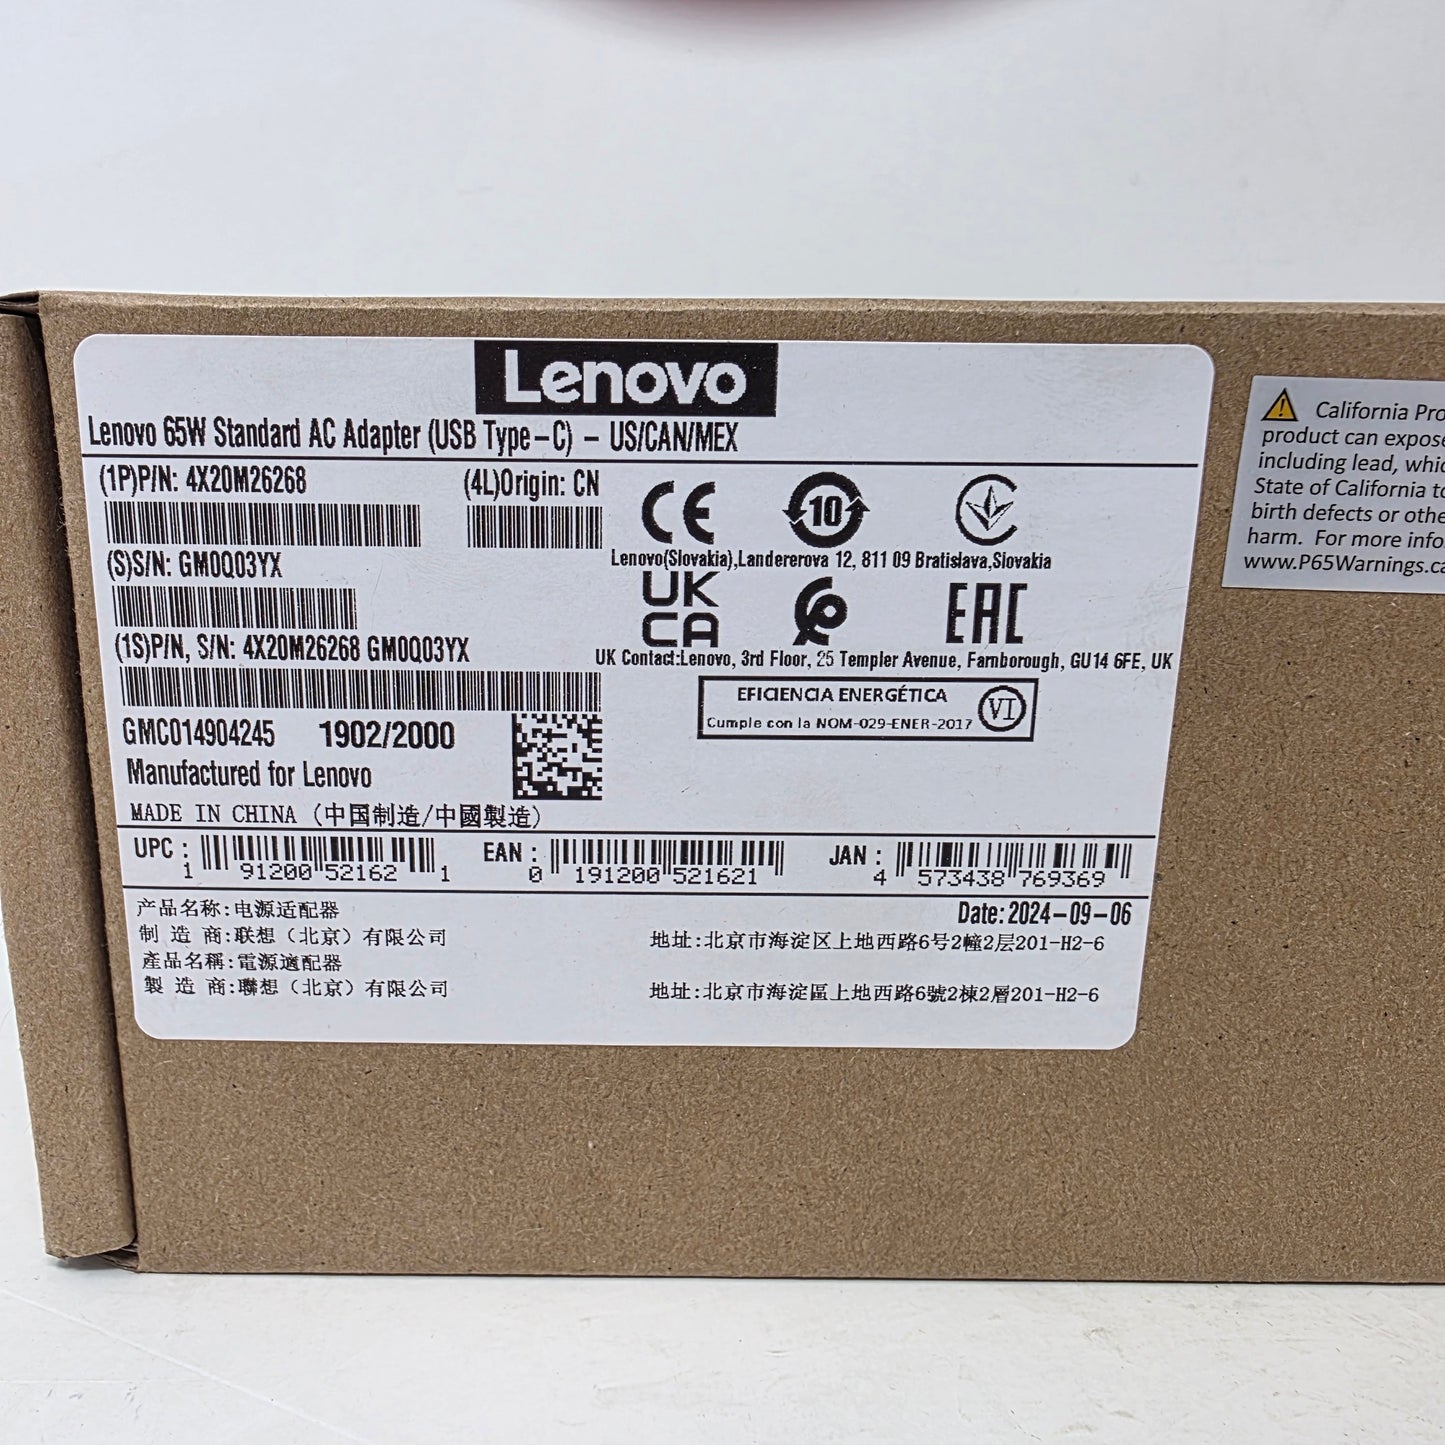 Lenovo
Lenovo 65W Standard AC Adapter (USB Type-C) - US/CAN/MEX
(1P)P/N: 4X20M26268
(4L)Origin: CN
(S)S/N: GM0Q03YX
(1S)P/N, S/N: 4X20M26268 GM0Q03YX
GMC014904245 1902/2000
Manufactured for Lenovo
MADE IN CHINA (中国制造/中國製造)
CE
10
Lenovo(Slovakia),Landererova 12, 811 09 Bratislava,Slovakia
UK
CA
EAC
UK Contact:Lenovo, 3rd Floor, 25 Templer Avenue, Farnborough, GU14 6FE, UK
EFICIENCIA ENERGÉTICA
Cumple con la NOM-029-ENER-2017
VI
UPC: 1 91200 52162 1
EAN: 0 191200 521621
JAN: 4 573438 769369
产品名称:电源适配器
Date: 2024-09-06
制 造 商:联想（北京）有限公司
地址:北京市海淀区上地西路6号2幢2层201-H2-6
產品名稱:電源適配器
製 造 商:聯想（北京）有限公司
地址:北京市海淀區上地西路6號2棟2層201-H2-6
California Pro
product can expose
including lead, whic
State of California to
birth defects or othe
harm. For more info
www.P65Warnings.ca